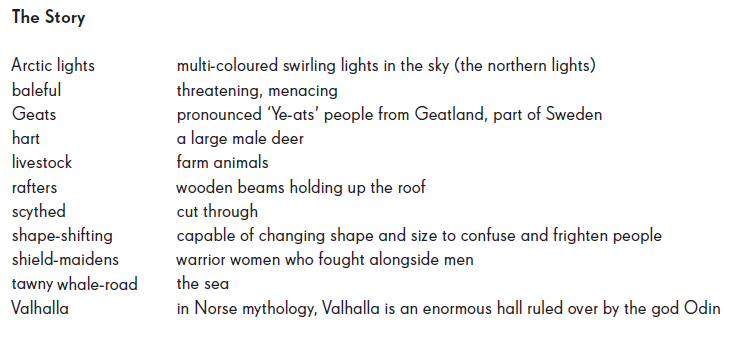 The Story
Arctic lights multi-coloured swirling lights in the sky (the northern lights)
baleful threatening, menacing
Geats pronounced ‘Ye-ats’ people from Geatland, part of Sweden
hart a large male deer
livestock farm animals
rafters wooden beams holding up the roof
scythed cut through
shape-shifting capable of changing shape and size to confuse and frighten people
shield-maidens warrior women who fought alongside men
tawny whale-road the sea
Valhalla in Norse mythology, Valhalla is an enormous hall ruled over by the god Odin